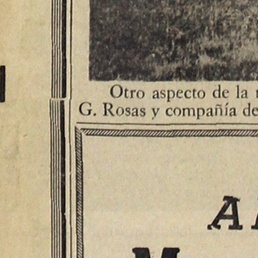 Otro aspecto de la
G. Rosas y compañía de
A
M